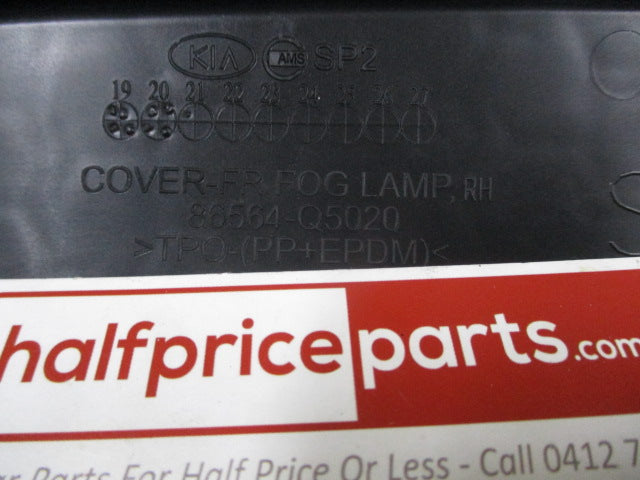 KIA AMS SP2
19 20 21 22 23 24 25 26 27
COVER-FR FOG LAMP, RH
86564-Q5020
>TPO-(PP+EPDM)<
halfpriceparts.com
Parts For Half Price Or Less - Call 0412